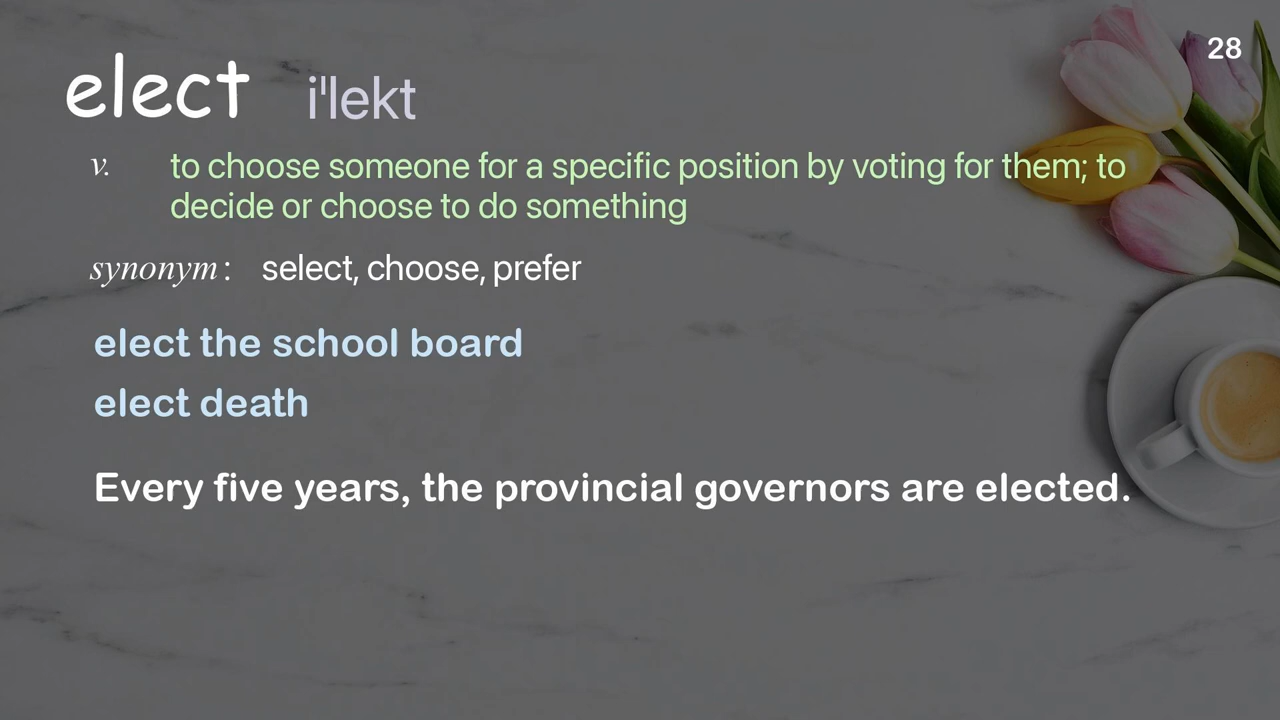 28
elect iˈlekt
v. to choose someone for a specific position by voting for them; to
decide or choose to do something
synonym : select, choose, prefer
elect the school board
elect death
Every five years, the provincial governors are elected.